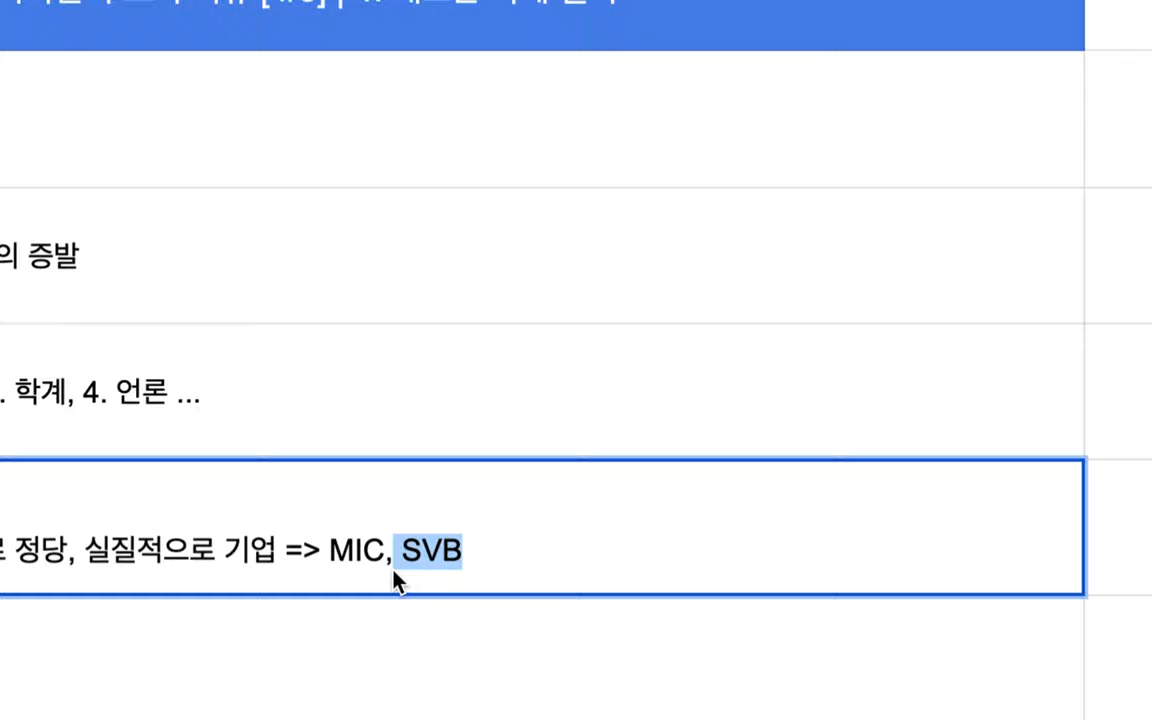 의 증발
. 학계, 4. 언론 ...
정당, 실질적으로 기업 => MIC, SVB